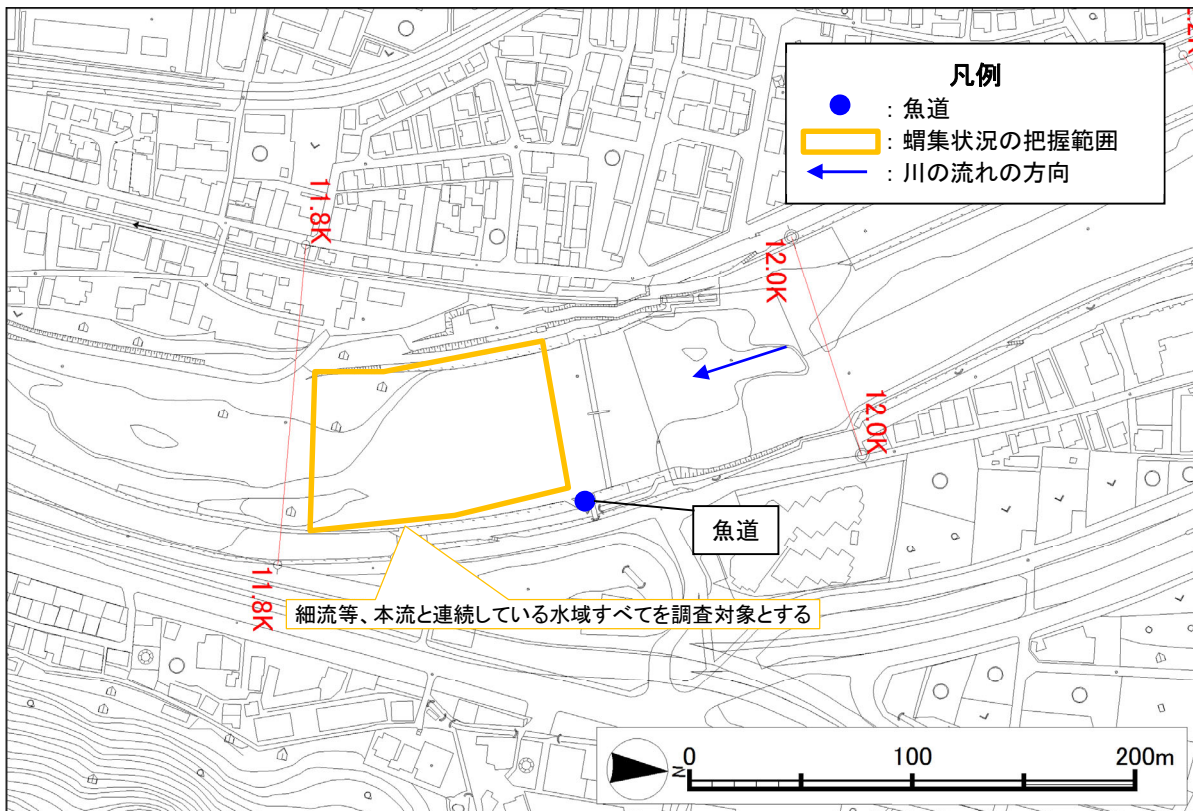 凡例
：魚道
：蝟集状況の把握範囲
：川の流れの方向
11.8K
12.0K
12.0K
魚道
11.8K
細流等、本流と連続している水域すべてを調査対象とする
N
0 100 200m